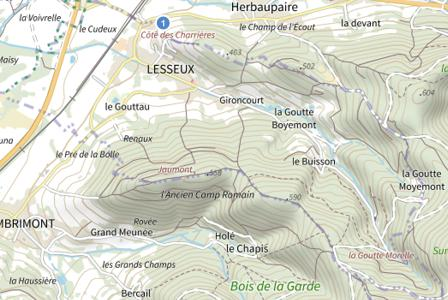 la Voivrelle
Herbaupaire
1
le Cudeux
le Champ de l'Écout
la devant
Côté des Charrières
463
LESSEUX
502
604
le Gouttau
Gironcourt
la Goutte
Boyemont
Renaux
le Pré de la Bolle
le Buisson
Jaumont
558
la Goutte
Moyemont
l'Ancien Camp Romain
590
MBRIMONT
Rovée
Grand Meunée
Holé
le Chapis
la Goutte Morelle
les Grands Champs
la Haussière
Bois de la Garde
Bercail